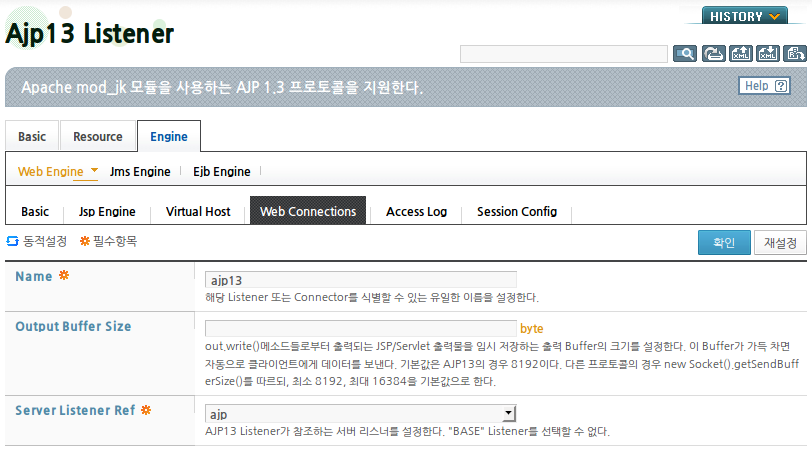 Ajp13 Listener
HISTORY
Apache mod_jk 모듈을 사용하는 AJP 1.3 프로토콜을 지원한다.
Help
Basic Resource Engine
Web Engine Jms Engine Ejb Engine
Basic Jsp Engine Virtual Host Web Connections Access Log Session Config
동적설정 필수항목 확인 재설정
Name ajp13
해당 Listener 또는 Connector를 식별할 수 있는 유일한 이름을 설정한다.
Output Buffer Size byte
out.write()메소드들로부터 출력되는 JSP/Servlet 출력물을 임시 저장하는 출력 Buffer의 크기를 설정한다. 이 Buffer가 가득 차면
자동으로 클라이언트에게 데이터를 보낸다. 기본값은 AJP13의 경우 8192이다. 다른 프로토콜의 경우 new Socket().getSendBuff
erSize()를 따르되, 최소 8192, 최대 16384을 기본값으로 한다.
Server Listener Ref ajp
AJP13 Listener가 참조하는 서버 리스너를 설정한다. "BASE" Listener를 선택할 수 없다.